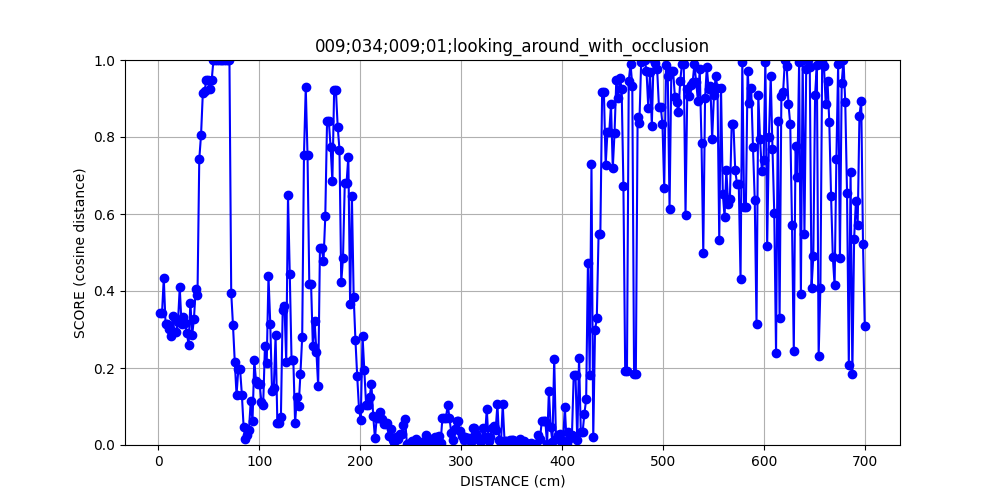 009;034;009;01;looking_around_with_occlusion
1.0
0.8
0.6
0.4
0.2
0.0
SCORE (cosine distance)
0 100 200 300 400 500 600 700
DISTANCE (cm)